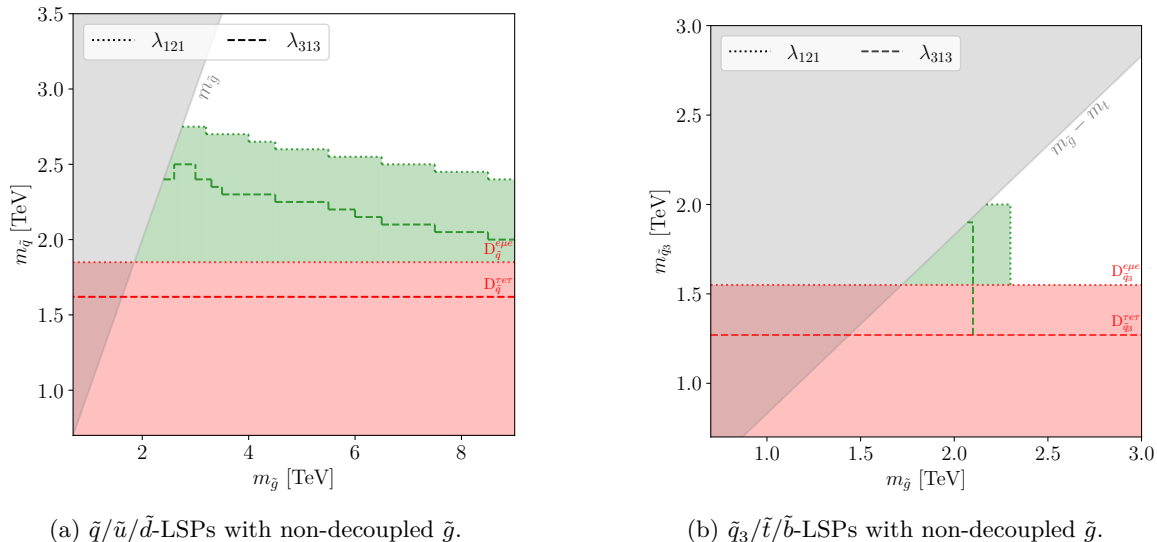 λ₁₂₁ λ₃₁₃
m_g̃
D_q̃^{eμe}
D_q̃^{τeτ}
3.5
3.0
2.5
2.0
1.5
1.0
m_q̃ [TeV]
2 4 6 8
m_g̃ [TeV]
(a) q̃/ũ/d̃-LSPs with non-decoupled g̃.
λ₁₂₁ λ₃₁₃
m_g̃ − m_t
D_q̃₃^{eμe}
D_q̃₃^{τeτ}
3.0
2.5
2.0
1.5
1.0
m_q̃₃ [TeV]
1.0 1.5 2.0 2.5 3.0
m_g̃ [TeV]
(b) q̃₃/t̃/b̃-LSPs with non-decoupled g̃.